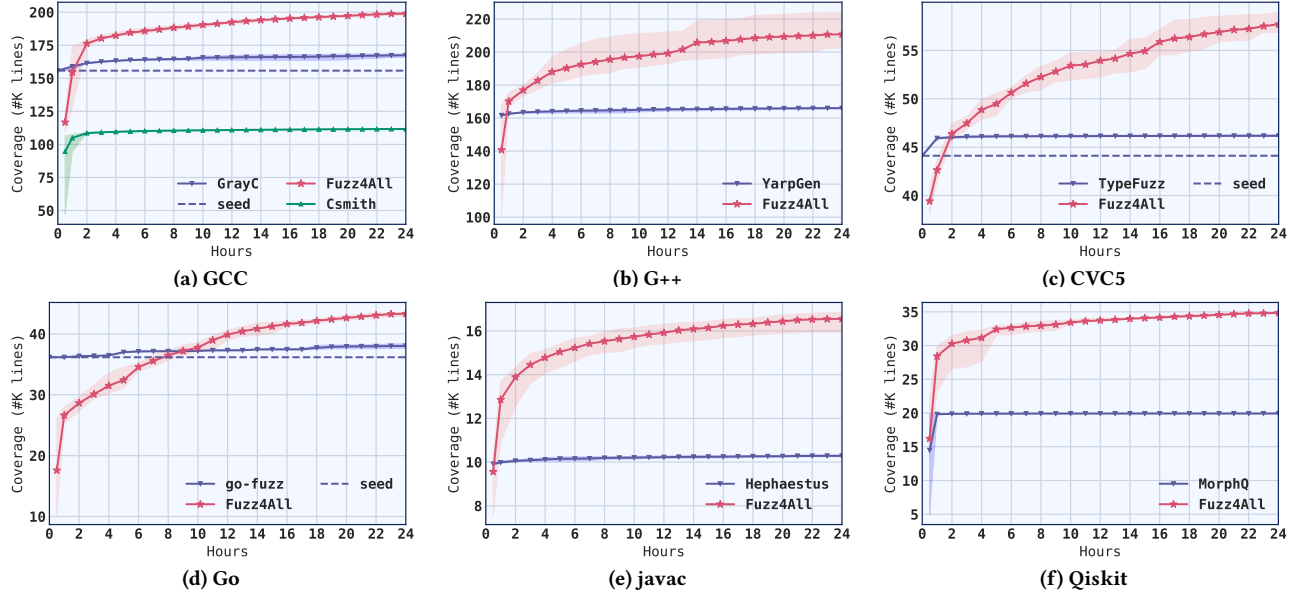 Coverage (#K lines)
200
175
150
125
100
75
50
GrayC
seed
Fuzz4All
Csmith
0 2 4 6 8 10 12 14 16 18 20 22 24
Hours
(a) GCC
Coverage (#K lines)
220
200
180
160
140
120
100
YarpGen
Fuzz4All
0 2 4 6 8 10 12 14 16 18 20 22 24
Hours
(b) G++
Coverage (#K lines)
55
50
45
40
TypeFuzz
Fuzz4All
seed
0 2 4 6 8 10 12 14 16 18 20 22 24
Hours
(c) CVC5
Coverage (#K lines)
40
30
20
10
go-fuzz
Fuzz4All
seed
0 2 4 6 8 10 12 14 16 18 20 22 24
Hours
(d) Go
Coverage (#K lines)
16
14
12
10
8
Hephaestus
Fuzz4All
0 2 4 6 8 10 12 14 16 18 20 22 24
Hours
(e) javac
Coverage (#K lines)
35
30
25
20
15
10
5
MorphQ
Fuzz4All
0 2 4 6 8 10 12 14 16 18 20 22 24
Hours
(f) Qiskit